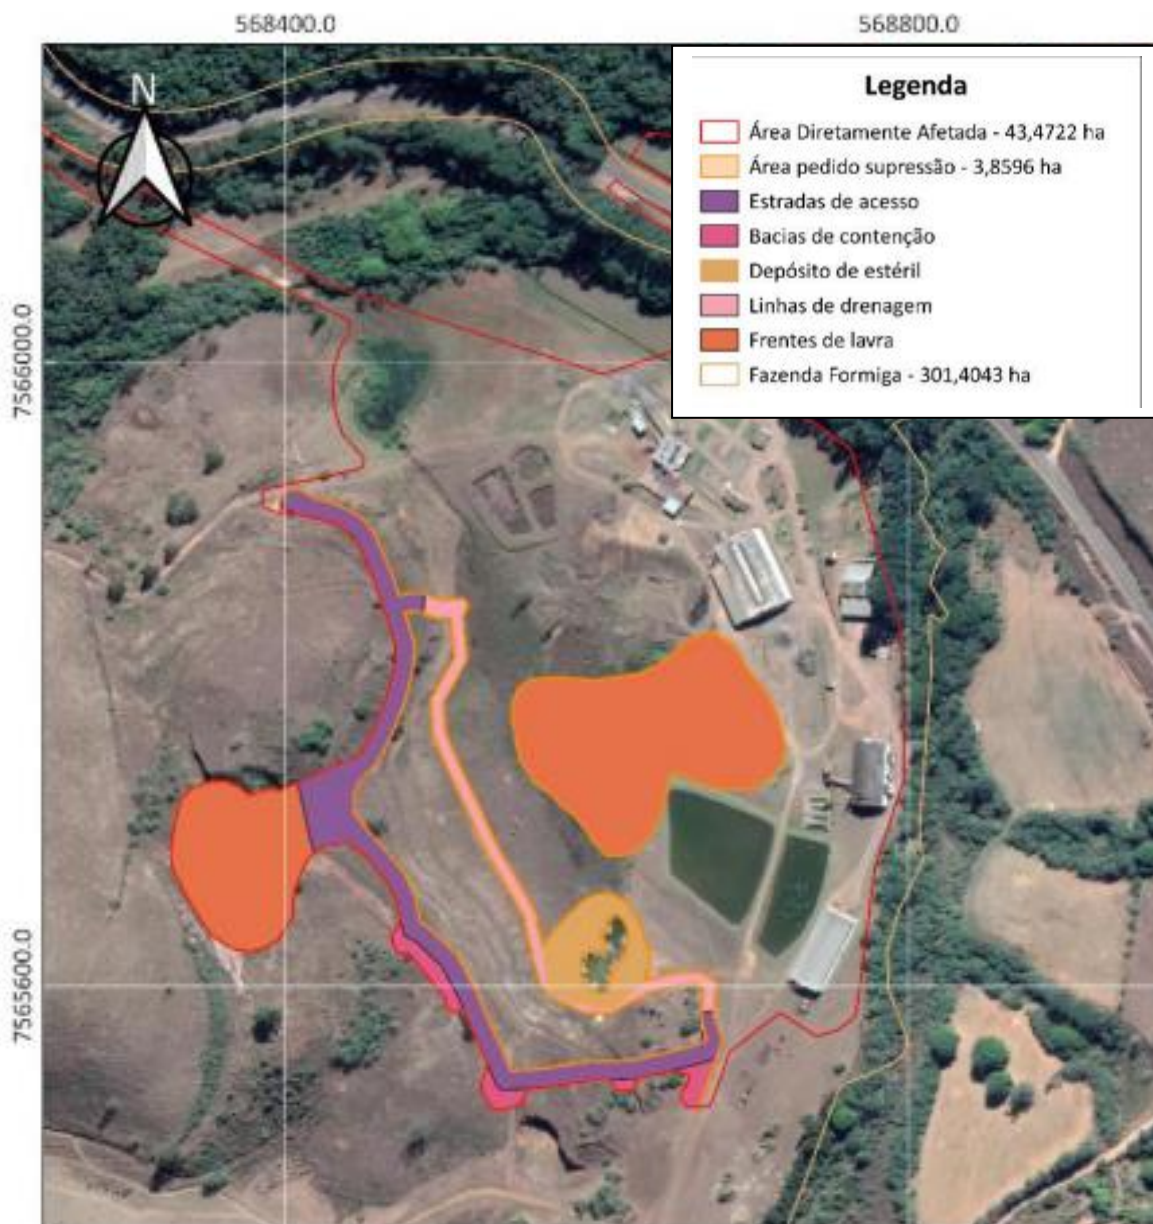 568400.0
568800.0
N
Legenda
Área Diretamente Afetada - 43,4722 ha
Área pedido supressão - 3,8596 ha
Estradas de acesso
Bacias de contenção
Depósito de estéril
Linhas de drenagem
Frentes de lavra
Fazenda Formiga - 301,4043 ha
7566000.0
7565600.0